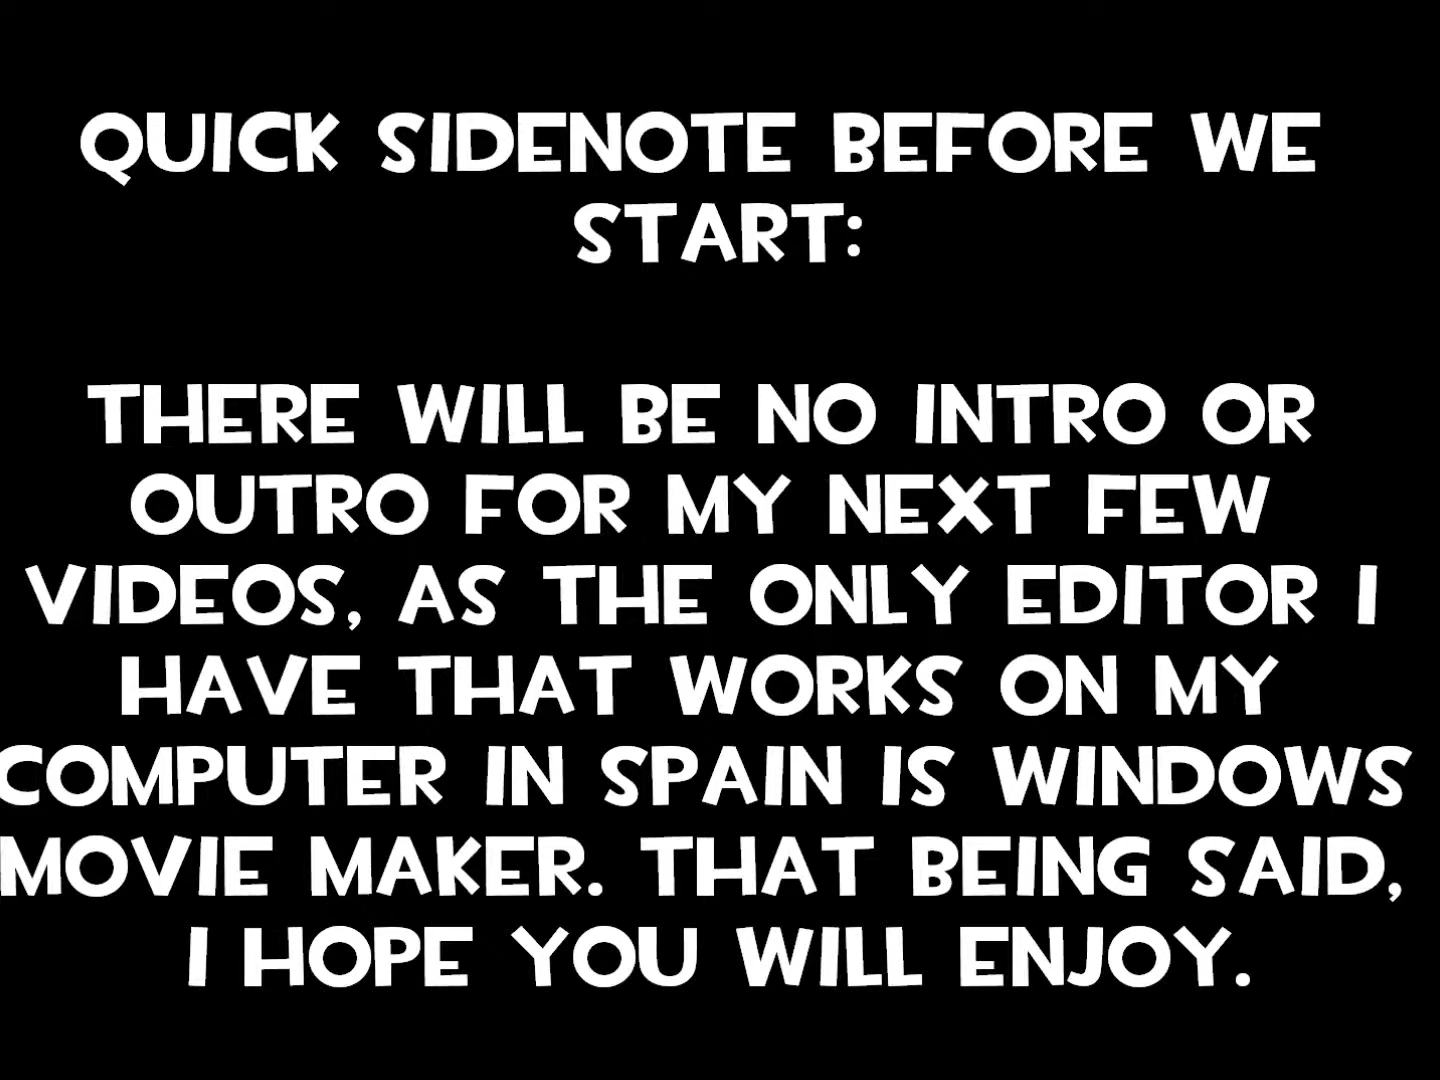 QUICK SIDENOTE BEFORE WE
START:
THERE WILL BE NO INTRO OR
OUTRO FOR MY NEXT FEW
VIDEOS, AS THE ONLY EDITOR I
HAVE THAT WORKS ON MY
COMPUTER IN SPAIN IS WINDOWS
MOVIE MAKER. THAT BEING SAID,
I HOPE YOU WILL ENJOY.